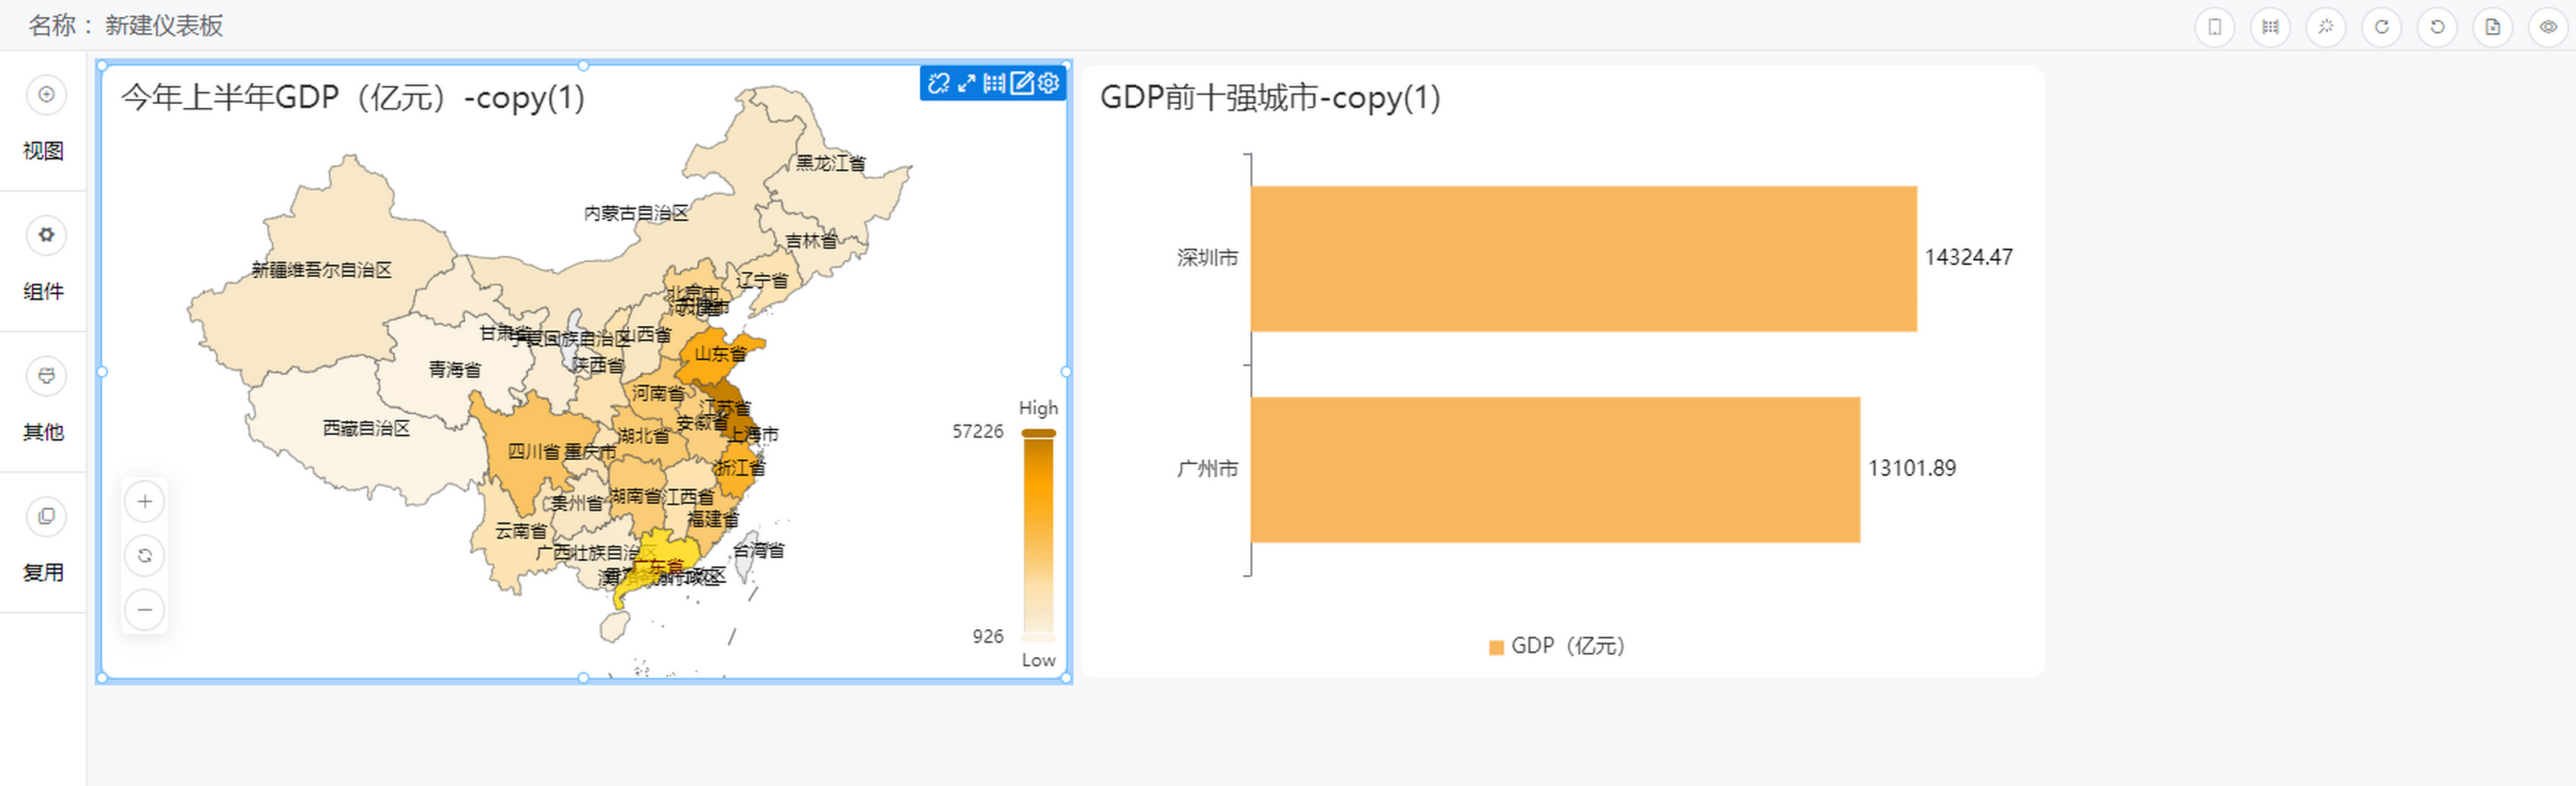 名称： 新建仪表板
视图
组件
其他
复用
今年上半年GDP（亿元）-copy(1)
黑龙江省
内蒙古自治区
吉林省
新疆维吾尔自治区
辽宁省
北京市
甘肃省
宁夏回族自治区
山西省
山东省
陕西省
青海省
河南省
江苏省
安徽省
西藏自治区
湖北省
上海市
四川省
重庆市
浙江省
湖南省
江西省
贵州省
福建省
云南省
广西壮族自治区
台湾省
广东省
High
57226
926
Low
GDP前十强城市-copy(1)
深圳市
14324.47
广州市
13101.89
GDP（亿元）